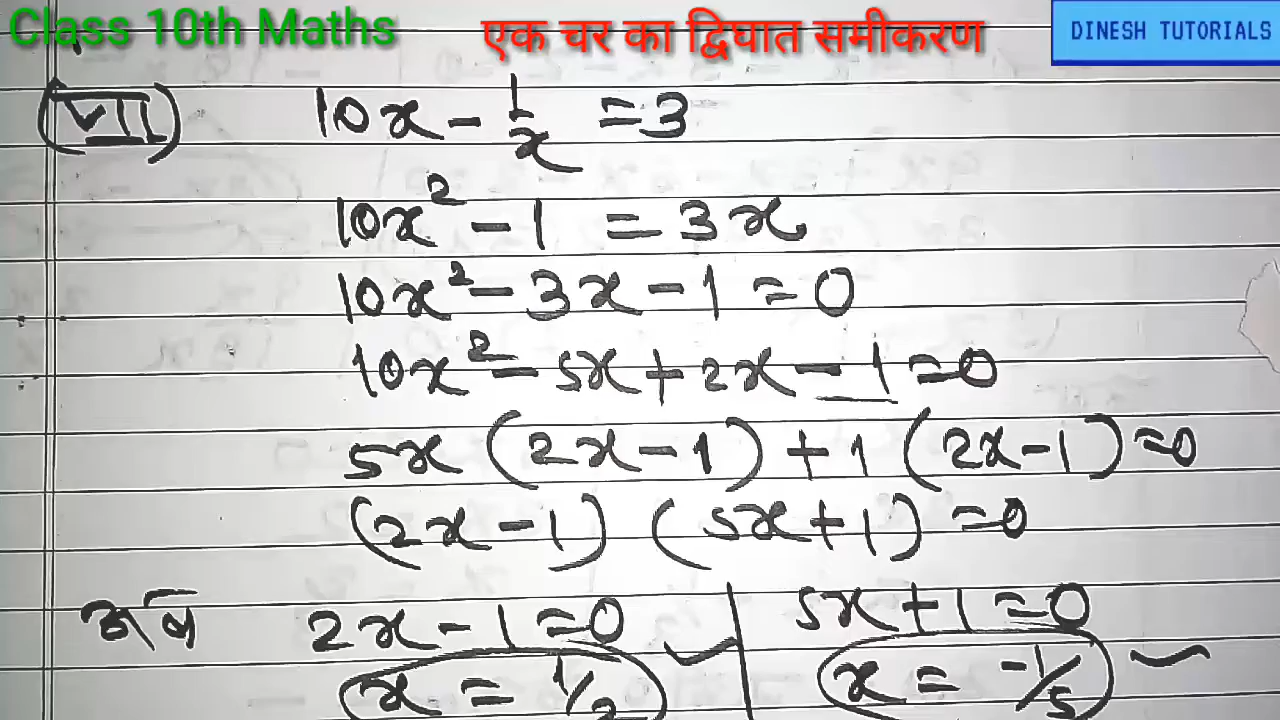 Class 10th Maths एक चर का द्विघात समीकरण DINESH TUTORIALS
(VII) 10x - 1/x = 3
10x² - 1 = 3x
10x² - 3x - 1 = 0
10x² - 5x + 2x - 1 = 0
5x (2x - 1) + 1 (2x - 1) = 0
(2x - 1) (5x + 1) = 0
अब 2x - 1 = 0 | 5x + 1 = 0
x = 1/2 x = -1/5